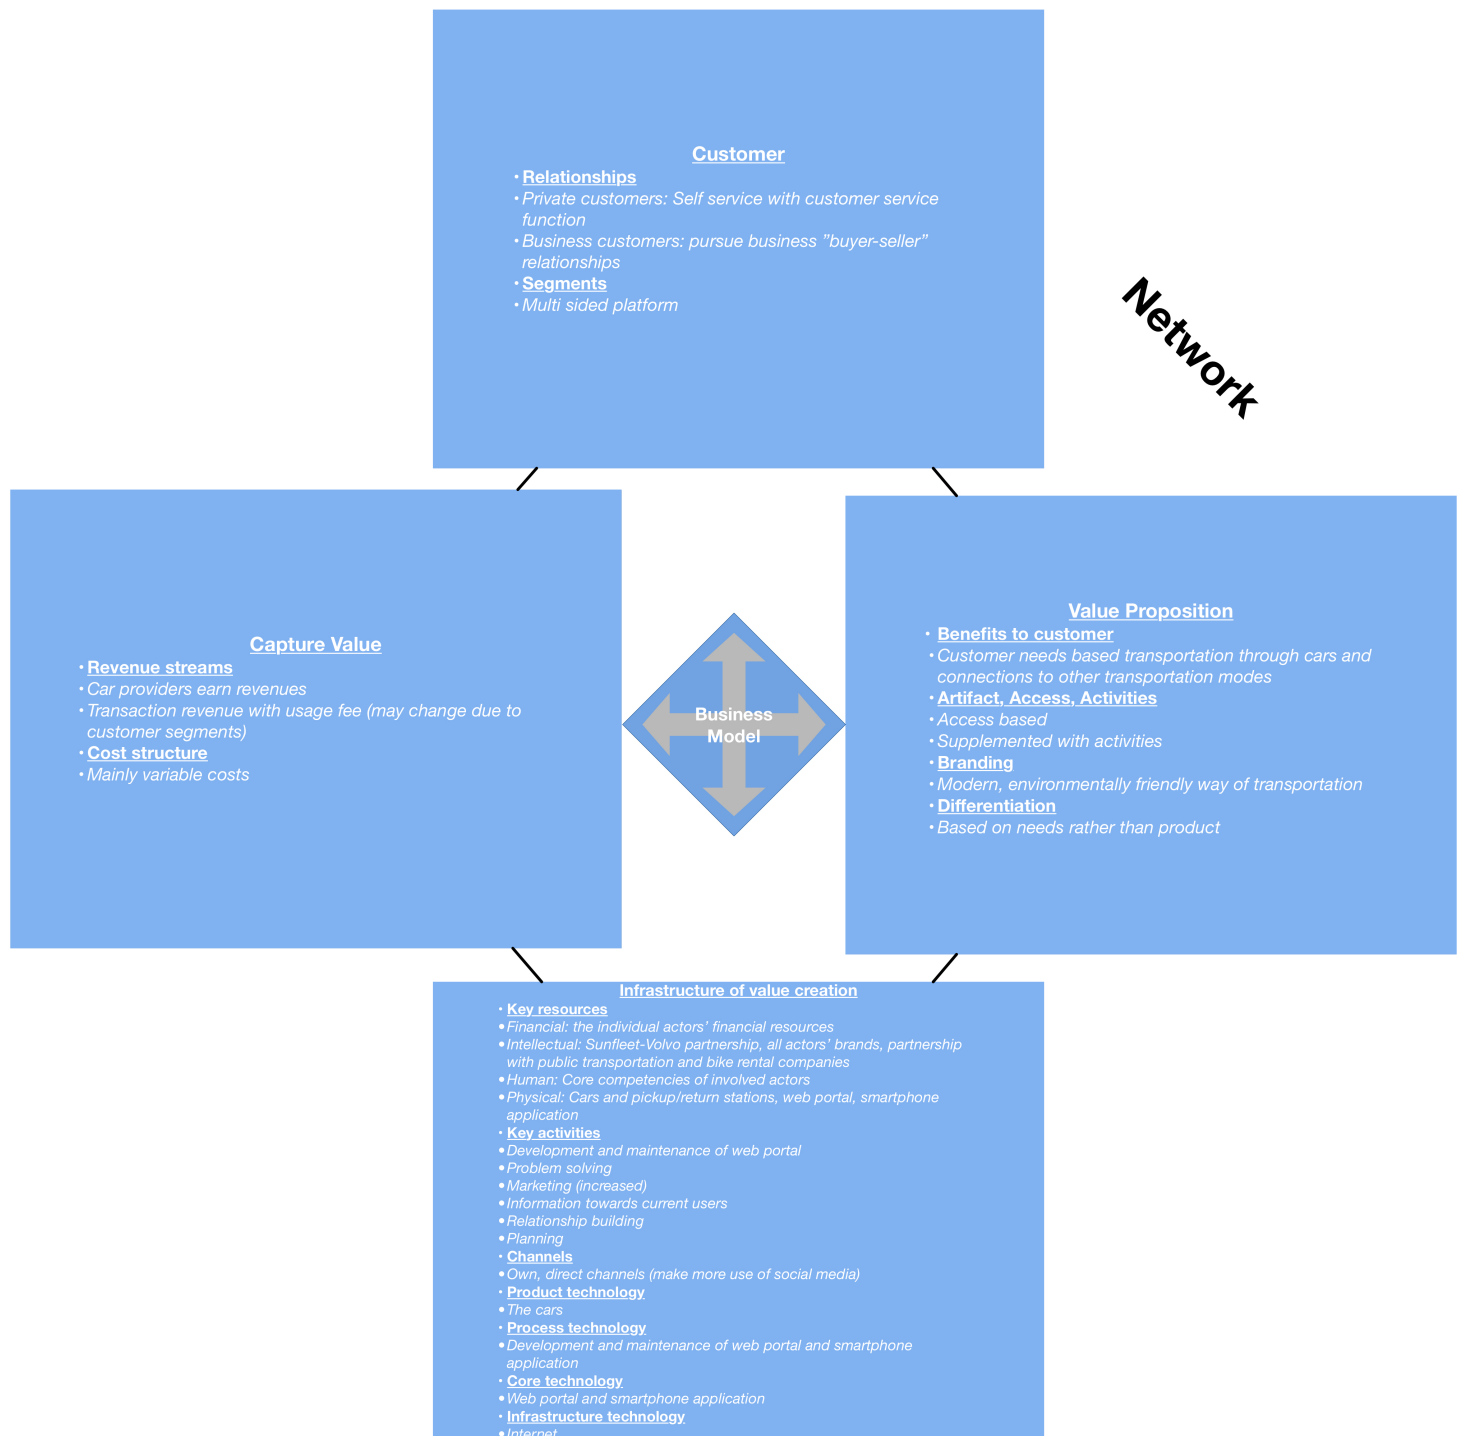 Customer
• Relationships
• Private customers: Self service with customer service
function
• Business customers: pursue business ”buyer-seller”
relationships
• Segments
• Multi sided platform
Network
Capture Value
• Revenue streams
• Car providers earn revenues
• Transaction revenue with usage fee (may change due to
customer segments)
• Cost structure
• Mainly variable costs
Business
Model
Value Proposition
• Benefits to customer
• Customer needs based transportation through cars and
connections to other transportation modes
• Artifact, Access, Activities
• Access based
• Supplemented with activities
• Branding
• Modern, environmentally friendly way of transportation
• Differentiation
• Based on needs rather than product
Infrastructure of value creation
• Key resources
• Financial: the individual actors’ financial resources
• Intellectual: Sunfleet-Volvo partnership, all actors’ brands, partnership
with public transportation and bike rental companies
• Human: Core competencies of involved actors
• Physical: Cars and pickup/return stations, web portal, smartphone
application
• Key activities
• Development and maintenance of web portal
• Problem solving
• Marketing (increased)
• Information towards current users
• Relationship building
• Planning
• Channels
• Own, direct channels (make more use of social media)
• Product technology
• The cars
• Process technology
• Development and maintenance of web portal and smartphone
application
• Core technology
• Web portal and smartphone application
• Infrastructure technology
• Internet